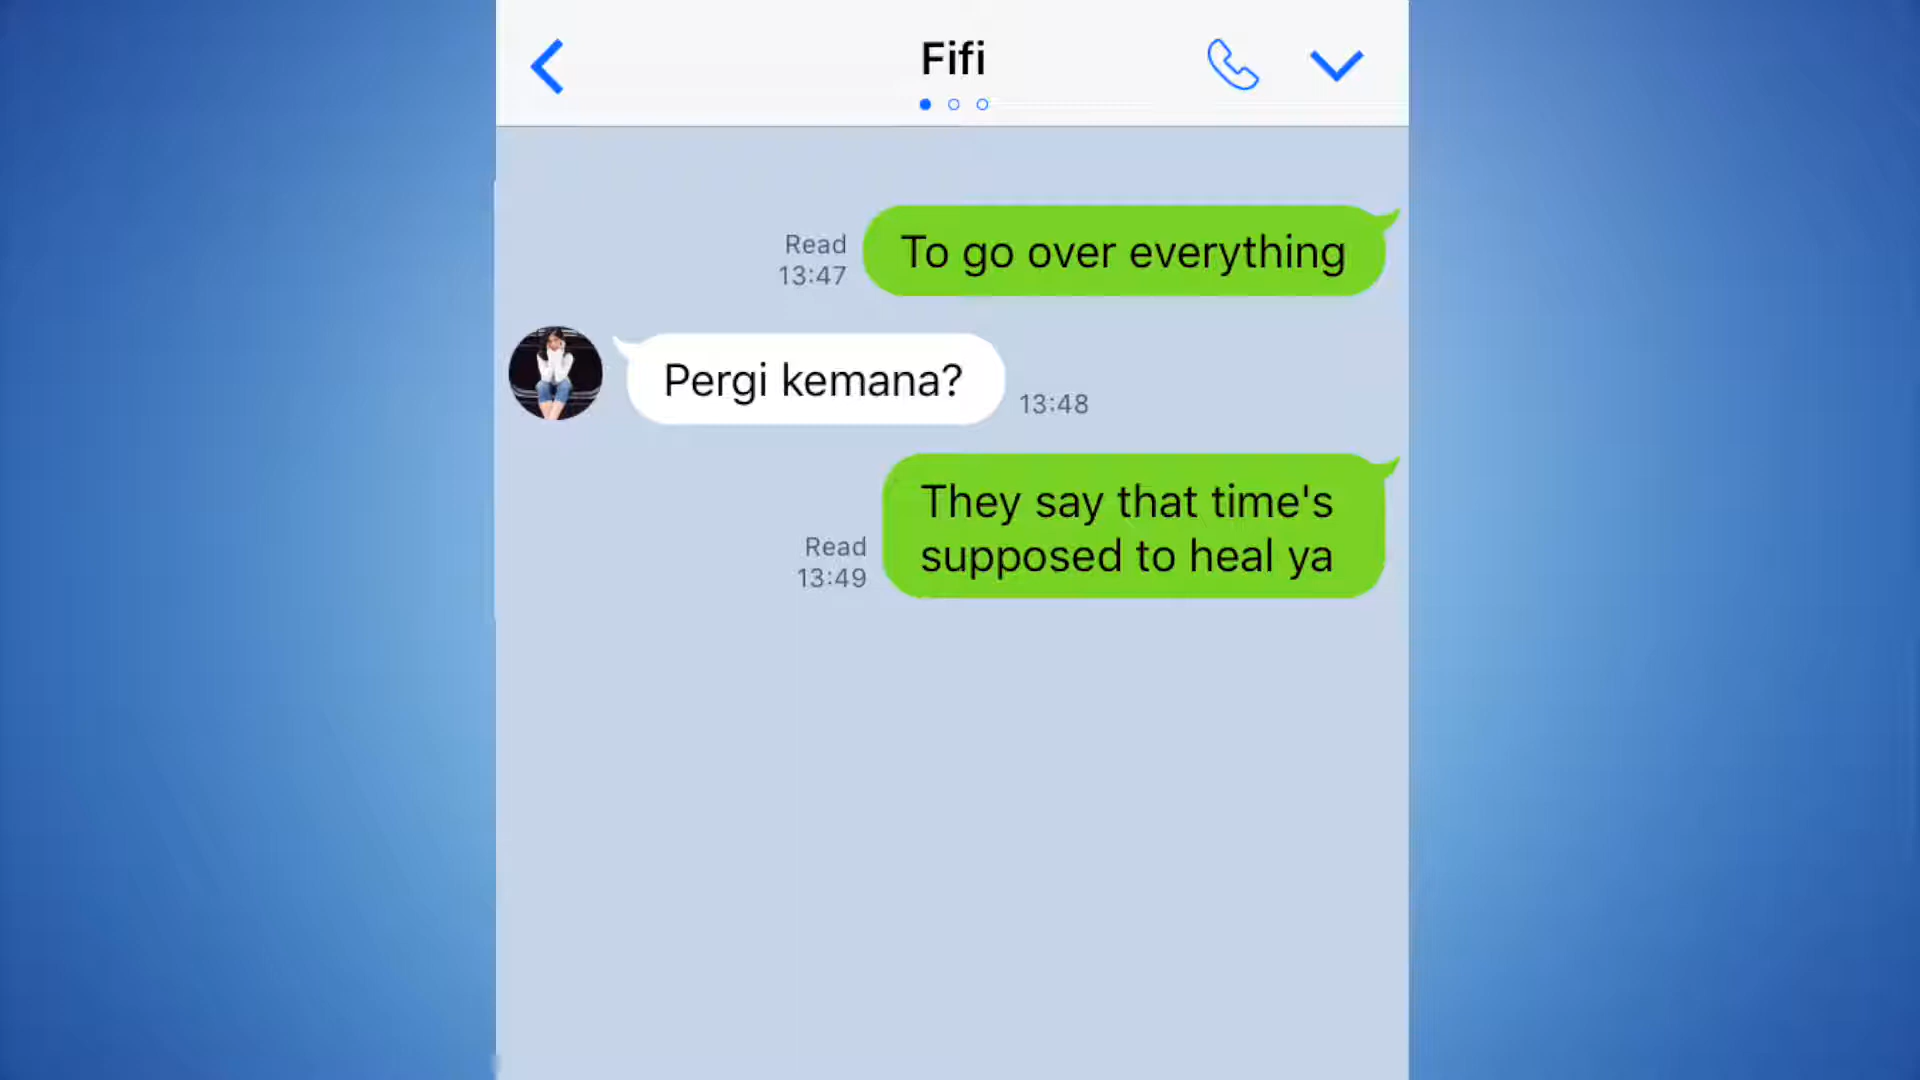 Fifi
To go over everything
Read
13:47
Pergi kemana?
13:48
They say that time's
supposed to heal ya
Read
13:49